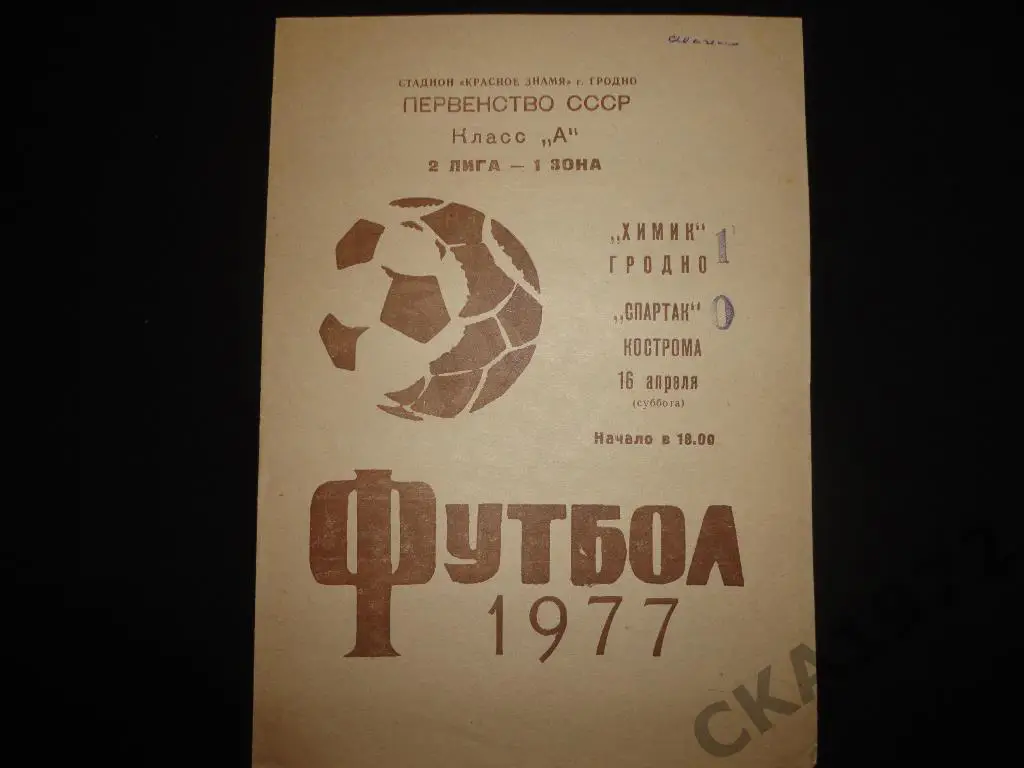 СТАДИОН «КРАСНОЕ ЗНАМЯ» г. ГРОДНО
ПЕРВЕНСТВО СССР
Класс „А"
2 ЛИГА — 1 ЗОНА
„ХИМИК" 1
ГРОДНО
„СПАРТАК" 0
КОСТРОМА
16 апреля
(суббота)
Начало в 18.00
ФУТБОЛ
1977